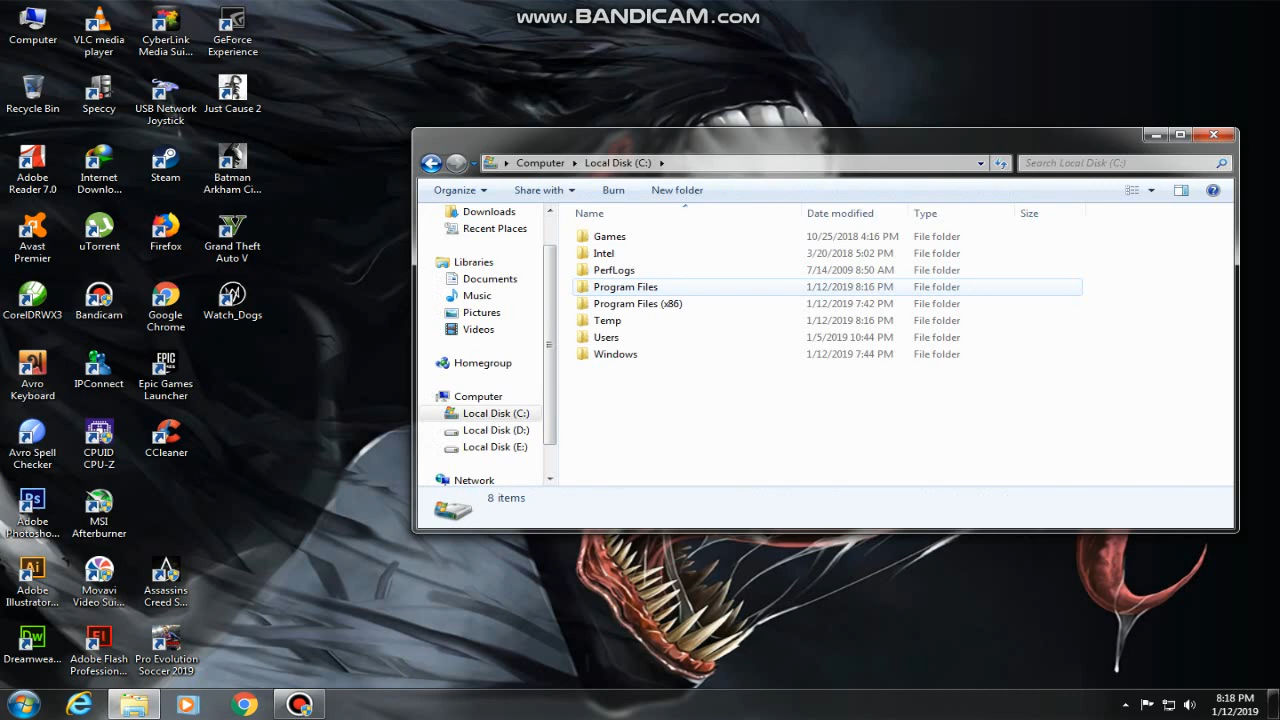 www.BANDICAM.com
Computer
VLC media
player
CyberLink
Media Sui...
GeForce
Experience
Recycle Bin
Speccy
USB Network
Joystick
Just Cause 2
Adobe
Reader 7.0
Internet
Downlo...
Steam
Batman
Arkham Ci...
Avast
Premier
uTorrent
Firefox
Grand Theft
Auto V
CorelDRWX3
Bandicam
Google
Chrome
Watch_Dogs
Avro
Keyboard
IPConnect
Epic Games
Launcher
Avro Spell
Checker
CPUID
CPU-Z
CCleaner
Adobe
Photosho...
MSI
Afterburner
Adobe
Illustrator...
Movavi
Video Sui...
Assassins
Creed S...
Dreamwea...
Adobe Flash
Profession...
Pro Evolution
Soccer 2019
Computer Local Disk (C:)
Search Local Disk (C:)
Organize Share with Burn New folder
Downloads
Recent Places
Libraries
Documents
Music
Pictures
Videos
Homegroup
Computer
Local Disk (C:)
Local Disk (D:)
Local Disk (E:)
Network
Name Date modified Type Size
Games 10/25/2018 4:16 PM File folder
Intel 3/20/2018 5:02 PM File folder
PerfLogs 7/14/2009 8:50 AM File folder
Program Files 1/12/2019 8:16 PM File folder
Program Files (x86) 1/12/2019 7:42 PM File folder
Temp 1/12/2019 8:16 PM File folder
Users 1/5/2019 10:44 PM File folder
Windows 1/12/2019 7:44 PM File folder
8 items
8:18 PM
1/12/2019